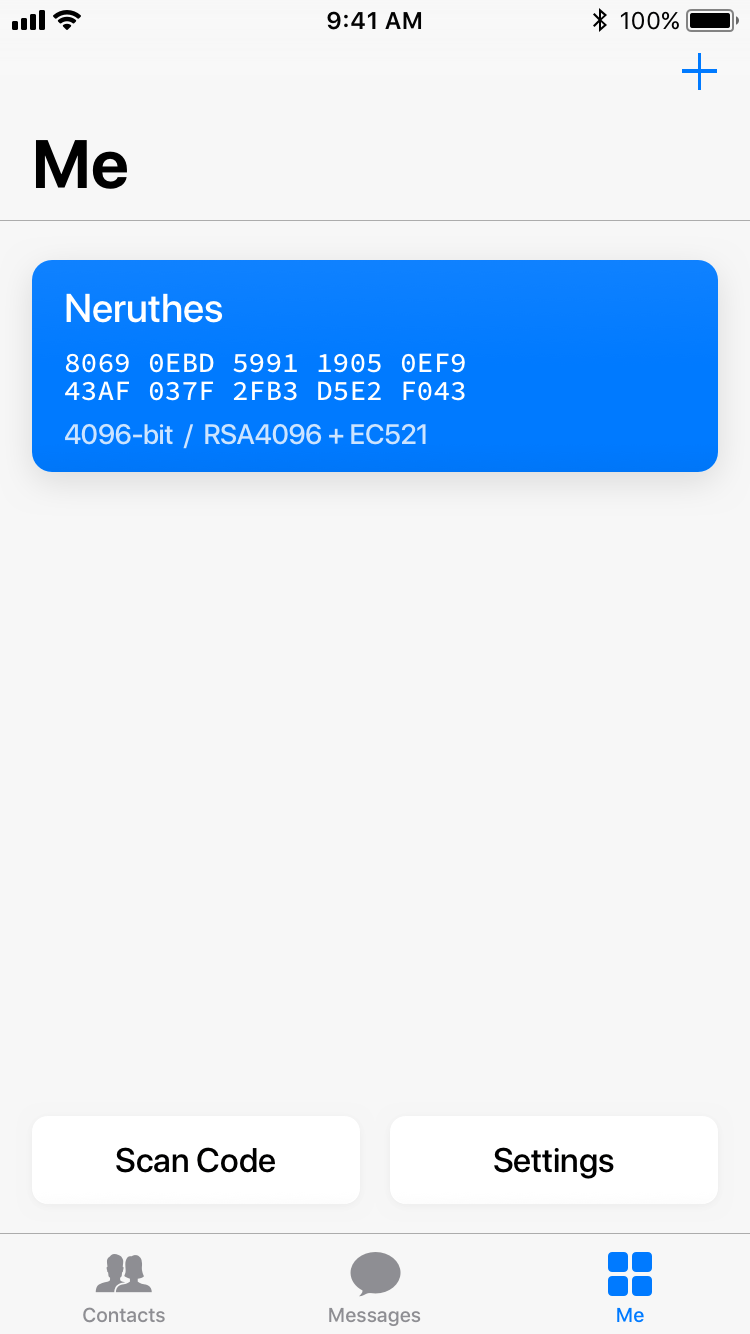 9:41 AM
100%
Me
Neruthes
8069 0EBD 5991 1905 0EF9
43AF 037F 2FB3 D5E2 F043
4096-bit / RSA4096 + EC521
Scan Code
Settings
Contacts
Messages
Me